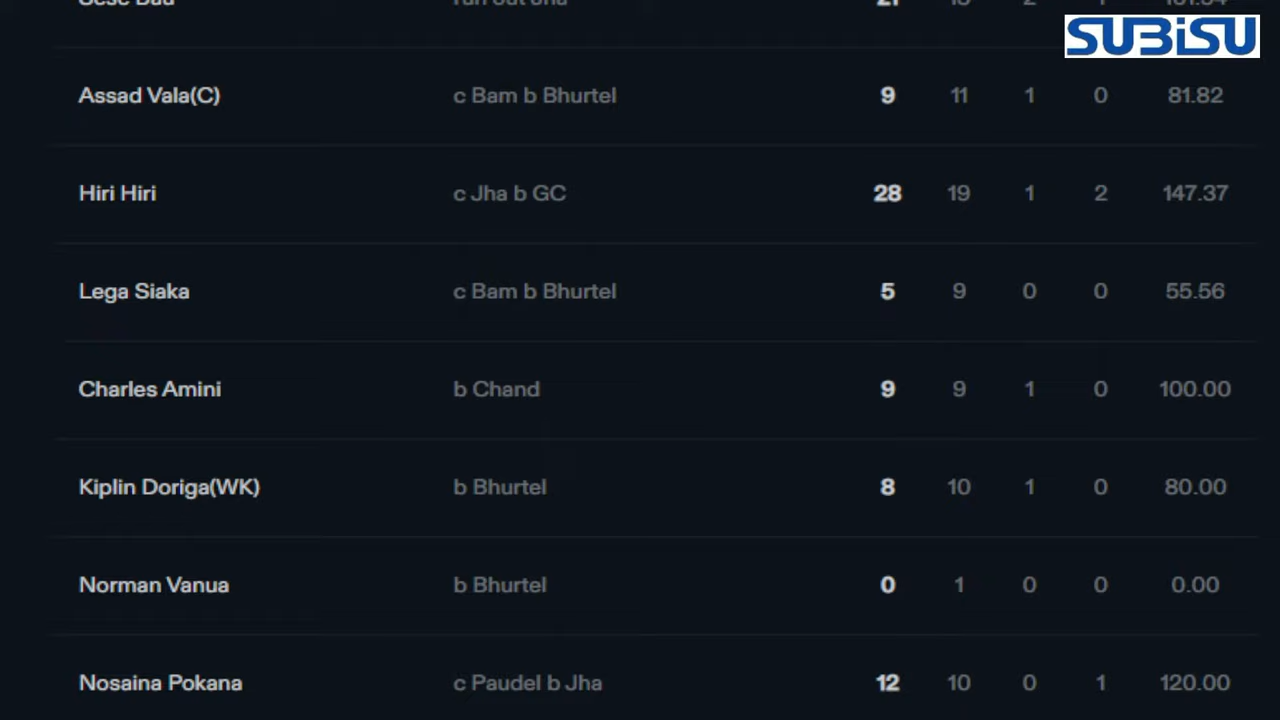 SUBiSU
Assad Vala(C) c Bam b Bhurtel 9 11 1 0 81.82
Hiri Hiri c Jha b GC 28 19 1 2 147.37
Lega Siaka c Bam b Bhurtel 5 9 0 0 55.56
Charles Amini b Chand 9 9 1 0 100.00
Kiplin Doriga(WK) b Bhurtel 8 10 1 0 80.00
Norman Vanua b Bhurtel 0 1 0 0 0.00
Nosaina Pokana c Paudel b Jha 12 10 0 1 120.00